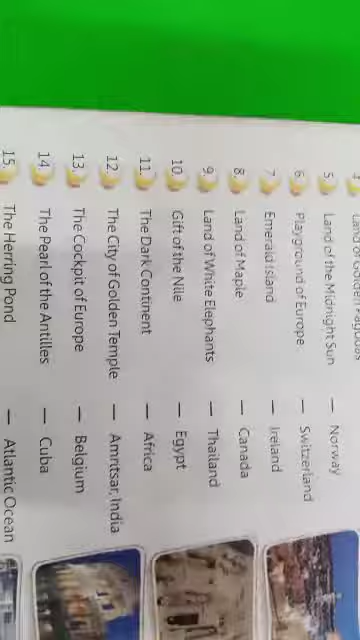 5. Land of the Midnight Sun — Norway
6. Playground of Europe — Switzerland
7. Emerald Island — Ireland
8. Land of Maple — Canada
9. Land of White Elephants — Thailand
10. Gift of the Nile — Egypt
11. The Dark Continent — Africa
12. The City of Golden Temple — Amritsar, India
13. The Cockpit of Europe — Belgium
14. The Pearl of the Antilles — Cuba
15. The Herring Pond — Atlantic Ocean